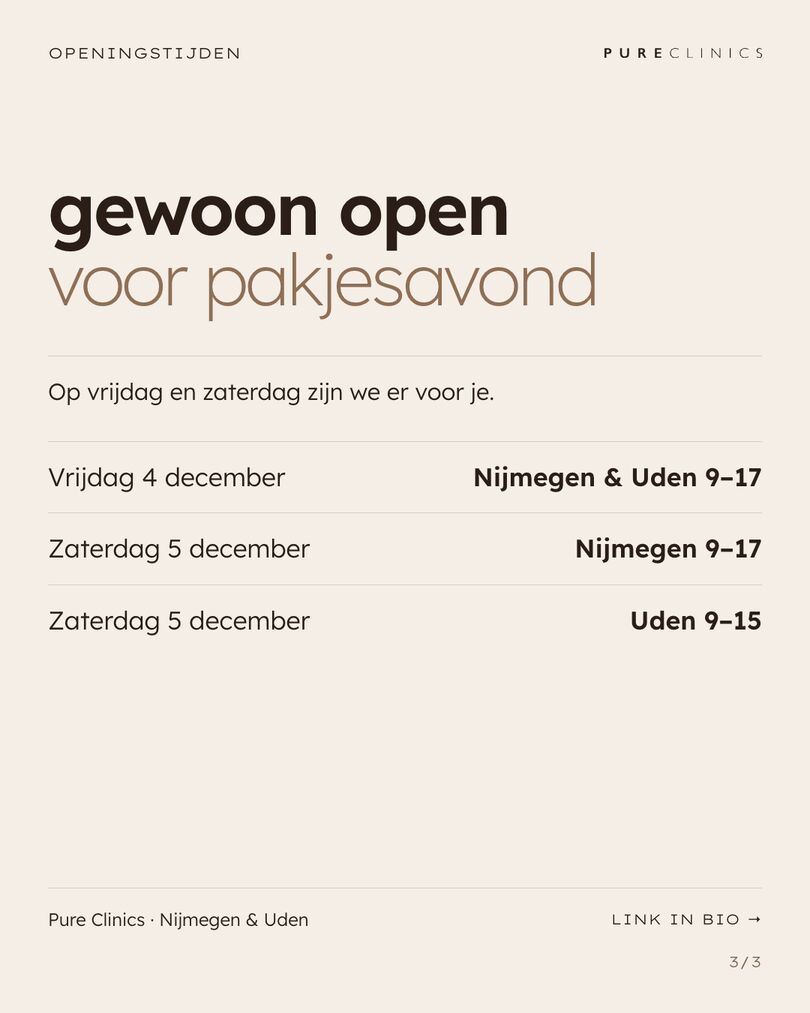 OPENINGSTIJDEN
PURECLINICS
gewoon open
voor pakjesavond
Op vrijdag en zaterdag zijn we er voor je.
Vrijdag 4 december Nijmegen & Uden 9–17
Zaterdag 5 december Nijmegen 9–17
Zaterdag 5 december Uden 9–15
Pure Clinics · Nijmegen & Uden
LINK IN BIO →
3/3